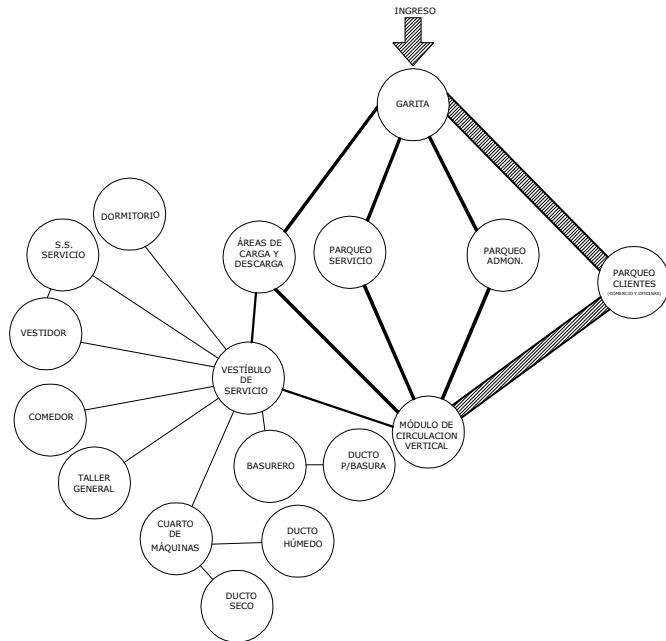 INGRESO
GARITA
DORMITORIO
S.S.
SERVICIO
ÁREAS DE
CARGA Y
DESCARGA
PARQUEO
SERVICIO
PARQUEO
ADMON.
PARQUEO
CLIENTES
(COMERCIO Y OFICINAS)
VESTIDOR
VESTÍBULO
DE
SERVICIO
COMEDOR
MÓDULO DE
CIRCULACION
VERTICAL
TALLER
GENERAL
BASURERO
DUCTO
P/BASURA
CUARTO
DE
MÁQUINAS
DUCTO
HÚMEDO
DUCTO
SECO